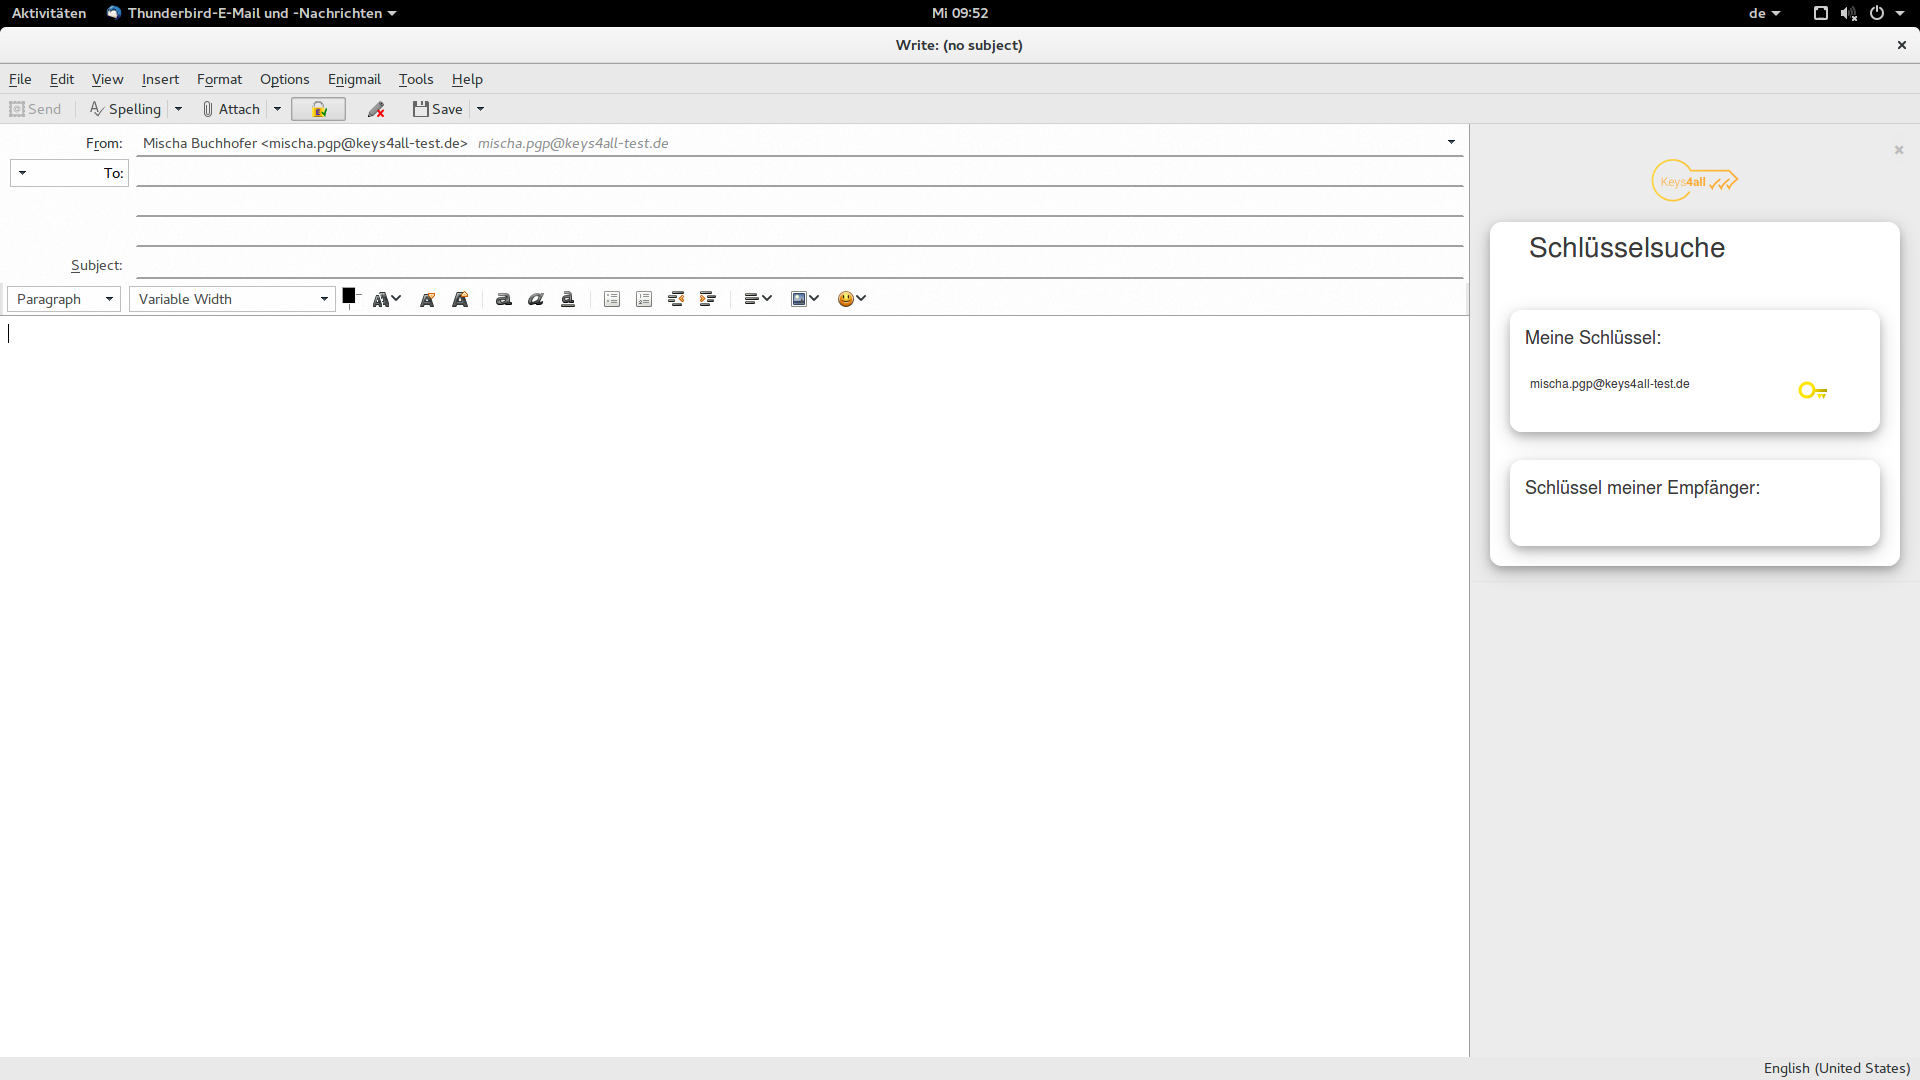 Aktivitäten Thunderbird-E-Mail und -Nachrichten Mi 09:52 de
Write: (no subject)
File Edit View Insert Format Options Enigmail Tools Help
Send Spelling Attach Save
From: Mischa Buchhofer <mischa.pgp@keys4all-test.de> mischa.pgp@keys4all-test.de
To:
Subject:
Paragraph Variable Width
Keys4all
Schlüsselsuche
Meine Schlüssel:
mischa.pgp@keys4all-test.de
Schlüssel meiner Empfänger:
English (United States)